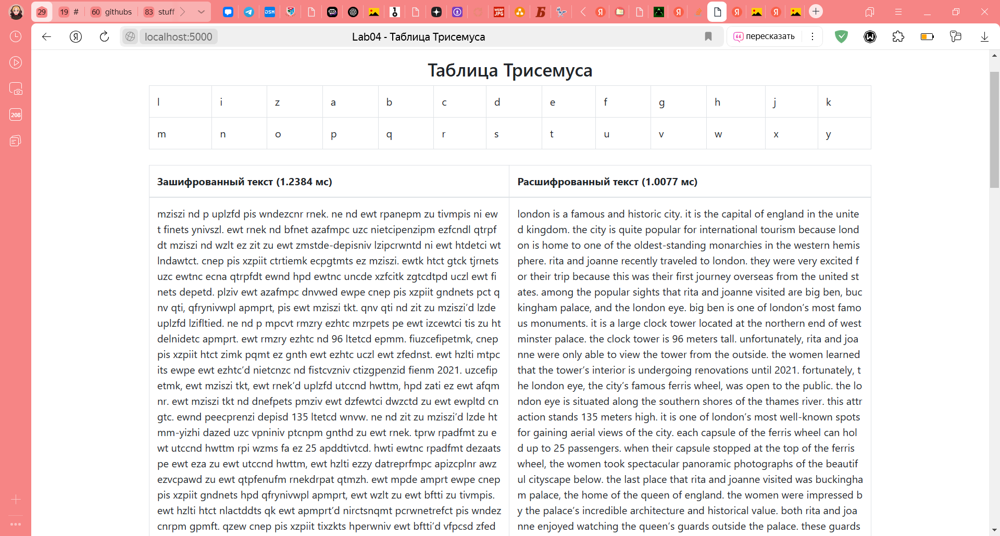 29 19 # 60 githubs 83 stuff
localhost:5000 Lab04 - Таблица Трисемуса пересказать
208
Таблица Трисемуса
l i z a b c d e f g h j k
m n o p q r s t u v w x y
Зашифрованный текст (1.2384 мс)
mziszi nd p uplzfd pis wndezcnr rnek. ne nd ewt rpanepm zu tivmpis ni ew
t finets ynivszl. ewt rnek nd bfnet azafmpc uzc nietcipenzipm ezfcndl qtrpf
dt mziszi nd wzlt ez zit zu ewt zmstde-depisniv lzipcrwntd ni ewt htdetci wt
lndawtct. cnep pis xzpiit ctrtiemk ecpgtmts ez mziszi. ewtk htct gtck tjrnets
uzc ewtnc ecna qtrpfdt ewnd hpd ewtnc uncde xzfcitk zgtcdtpd uczl ewt fi
nets depetd. plziv ewt azafmpc dnvwed ewpe cnep pis xzpiit gndnets pct q
nv qti, qfrynivwpl apmprt, pis ewt mziszi tkt. qnv qti nd zit zu mziszi’d lzde
uplzfd lzifltied. ne nd p mpcvt rmzry ezhtc mzrpets pe ewt izcewtci tis zu ht
delnidetc apmprt. ewt rmzry ezhtc nd 96 ltetcd epmm. fiuzcefipetmk, cnep
pis xzpiit htct zimk pqmt ez gnth ewt ezhtc uczl ewt zfednst. ewt hzlti mtpc
its ewpe ewt ezhtc’d nietcnzc nd fistcvzniv ctizgpenzid fienm 2021. uzcefip
etmk, ewt mziszi tkt, ewt rnek’d uplzfd utccnd hwttm, hpd zati ez ewt afqm
nr. ewt mziszi tkt nd dnefpets pmziv ewt dzfewtci dwzctd zu ewt ewpltd cn
gtc. ewnd peecprenzi depisd 135 ltetcd wnvw. ne nd zit zu mziszi’d lzde ht
mm-yizhi dazed uzc vpniniv ptcnpm gnthd zu ewt rnek. tprw rpadfmt zu e
wt utccnd hwttm rpi wzms fa ez 25 apddtivtcd. hwti ewtnc rpadfmt dezaats
pe ewt eza zu ewt utccnd hwttm, ewt hzlti ezzy datreprfmpc apizcplnr awz
ezvcpawd zu ewt qtpfenufm rnekdrpat qtmzh. ewt mpde amprt ewpe cnep
pis xzpiit gndnets hpd qfrynivwpl apmprt, ewt wzlt zu ewt bftti zu tivmpis.
ewt hzlti htct nlactddts qk ewt apmprt’d nirctsnqmt pcrwnetrefct pis wndez
cnrpm gpmft. qzew cnep pis xzpiit tixzkts hperwniv ewt bftti’d vfpcsd zfed
Расшифрованный текст (1.0077 мс)
london is a famous and historic city. it is the capital of england in the unite
d kingdom. the city is quite popular for international tourism because lond
on is home to one of the oldest-standing monarchies in the western hemis
phere. rita and joanne recently traveled to london. they were very excited f
or their trip because this was their first journey overseas from the united st
ates. among the popular sights that rita and joanne visited are big ben, buc
kingham palace, and the london eye. big ben is one of london’s most famo
us monuments. it is a large clock tower located at the northern end of west
minster palace. the clock tower is 96 meters tall. unfortunately, rita and joa
nne were only able to view the tower from the outside. the women learned
that the tower’s interior is undergoing renovations until 2021. fortunately, t
he london eye, the city’s famous ferris wheel, was open to the public. the lo
ndon eye is situated along the southern shores of the thames river. this attr
action stands 135 meters high. it is one of london’s most well-known spots
for gaining aerial views of the city. each capsule of the ferris wheel can hol
d up to 25 passengers. when their capsule stopped at the top of the ferris
wheel, the women took spectacular panoramic photographs of the beautif
ul cityscape below. the last place that rita and joanne visited was buckingha
m palace, the home of the queen of england. the women were impressed b
y the palace’s incredible architecture and historical value. both rita and joa
nne enjoyed watching the queen’s guards outside the palace. these guards